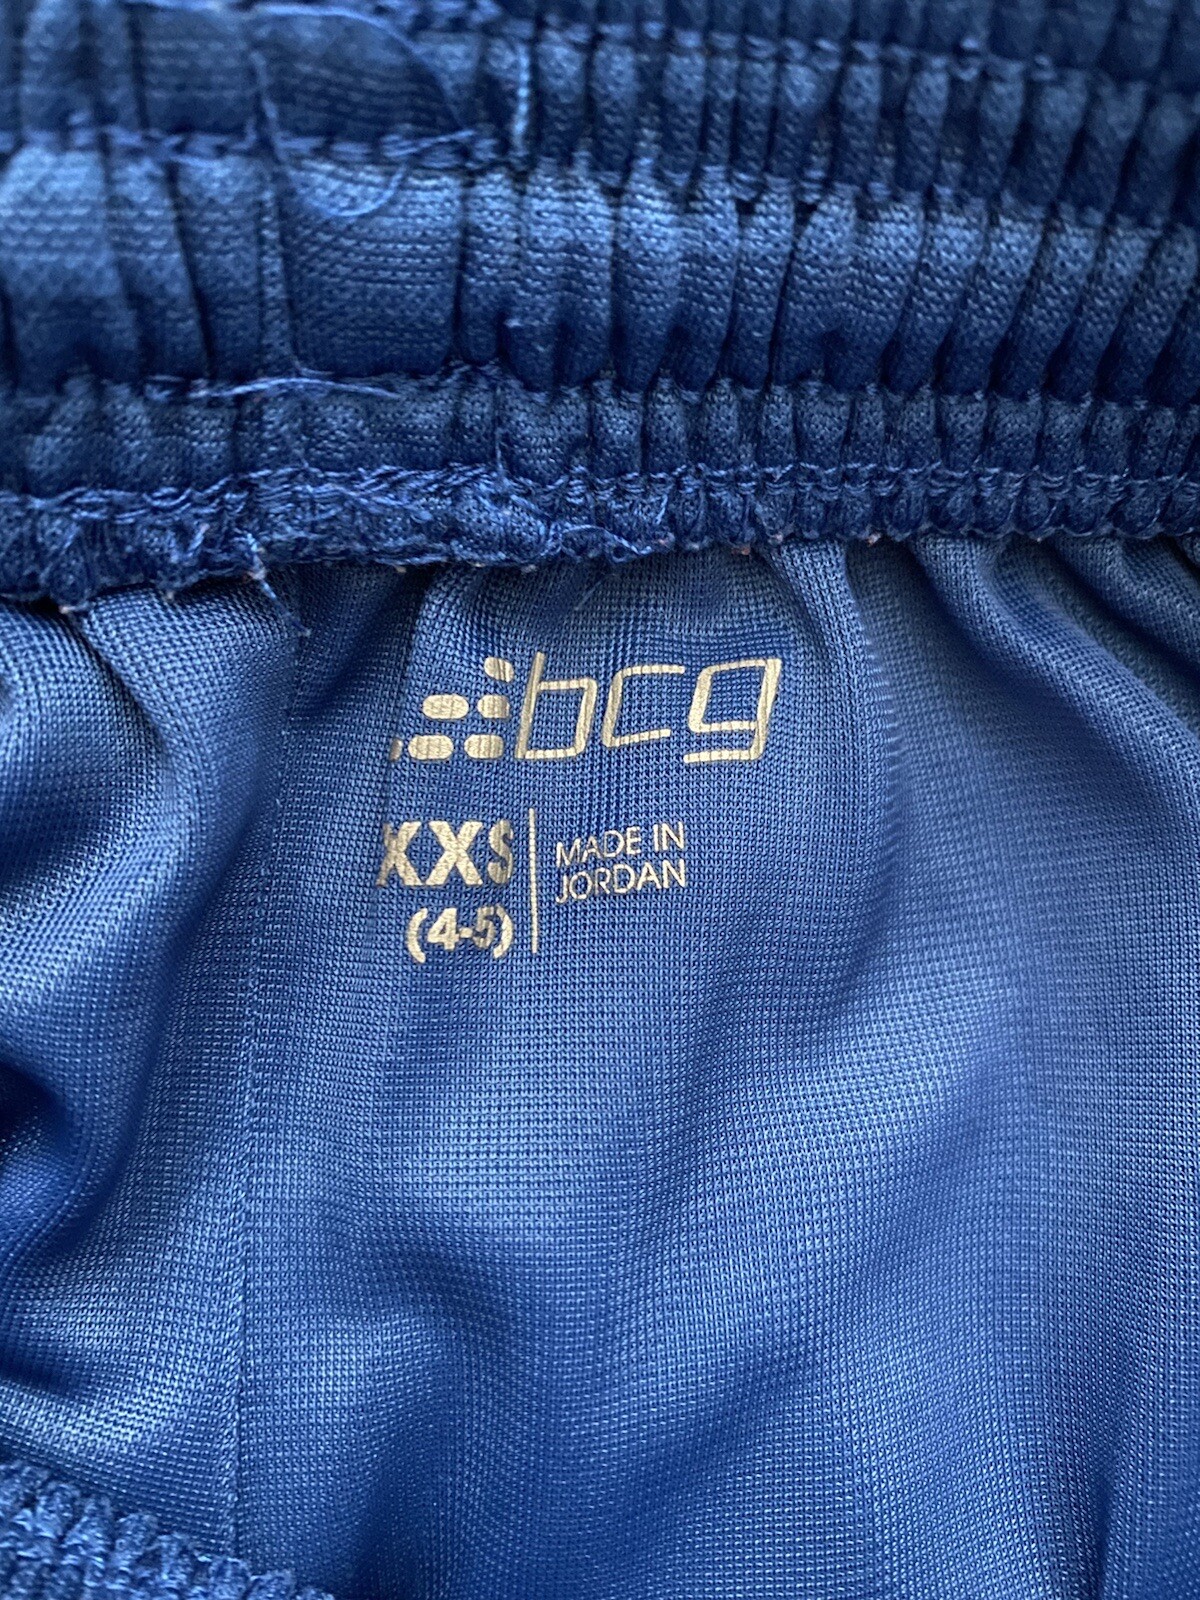 bcg
XXS
(4-5)
MADE IN
JORDAN